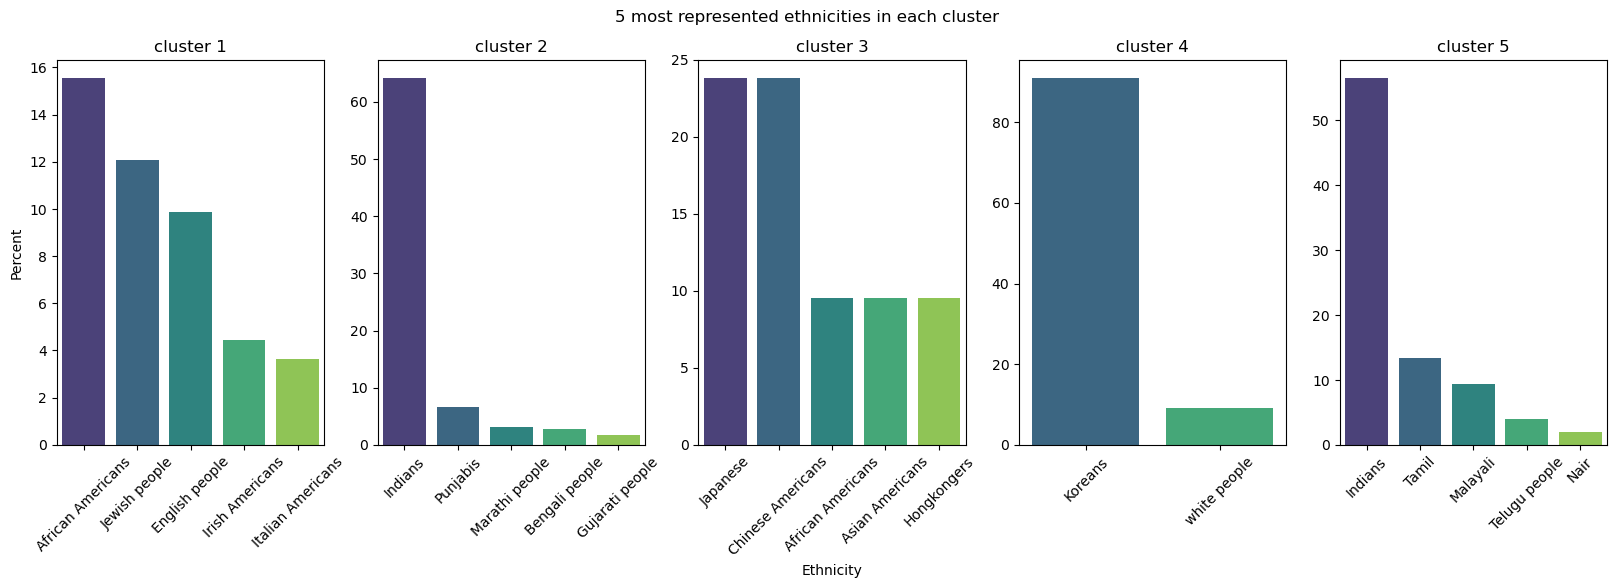 5 most represented ethnicities in each cluster
cluster 1
cluster 2
cluster 3
cluster 4
cluster 5
Percent
16
14
12
10
8
6
4
2
0
African Americans
Jewish people
English people
Irish Americans
Italian Americans
60
50
40
30
20
10
0
Indians
Punjabis
Marathi people
Bengali people
Gujarati people
25
20
15
10
5
0
Japanese
Chinese Americans
African Americans
Asian Americans
Hongkongers
80
60
40
20
0
Koreans
white people
50
40
30
20
10
0
Indians
Tamil
Malayali
Telugu people
Nair
Ethnicity